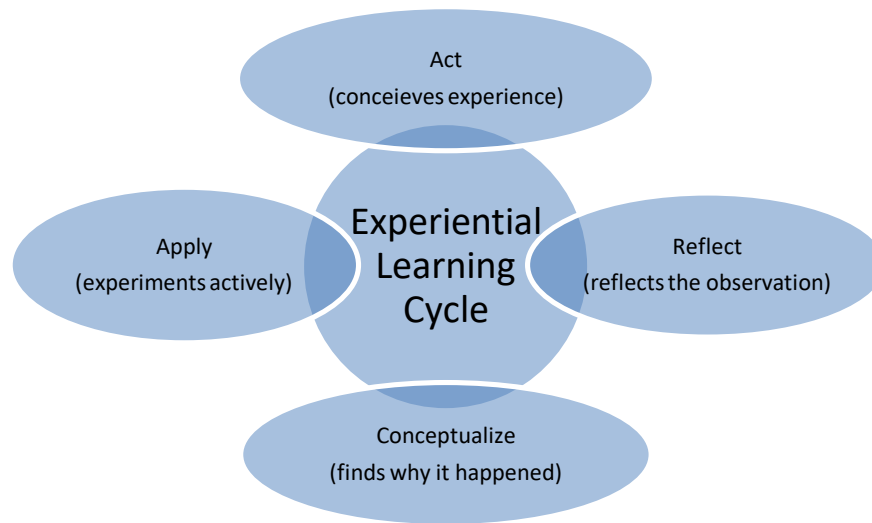 Act
(conceieves experience)
Experiential
Learning
Cycle
Apply
(experiments actively)
Reflect
(reflects the observation)
Conceptualize
(finds why it happened)